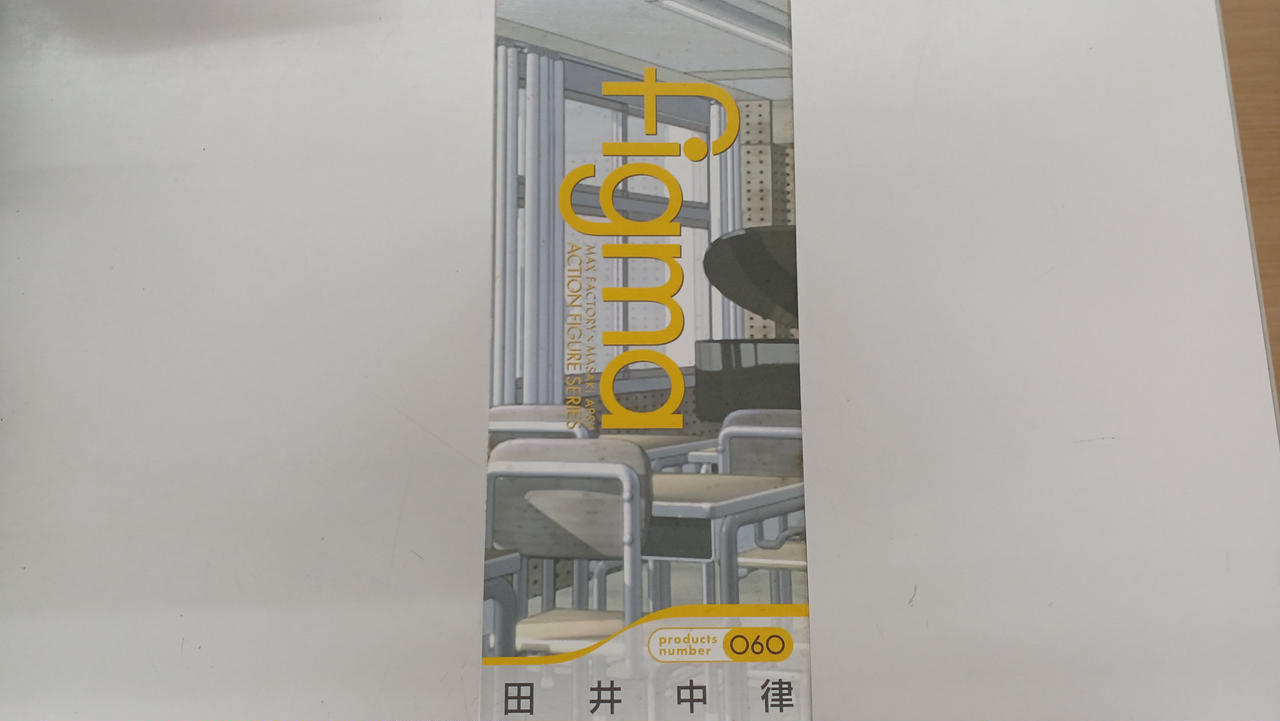 figma
MAX FACTORY × MASAKI APSY
ACTION FIGURE SERIES
products
number
060
田井中律